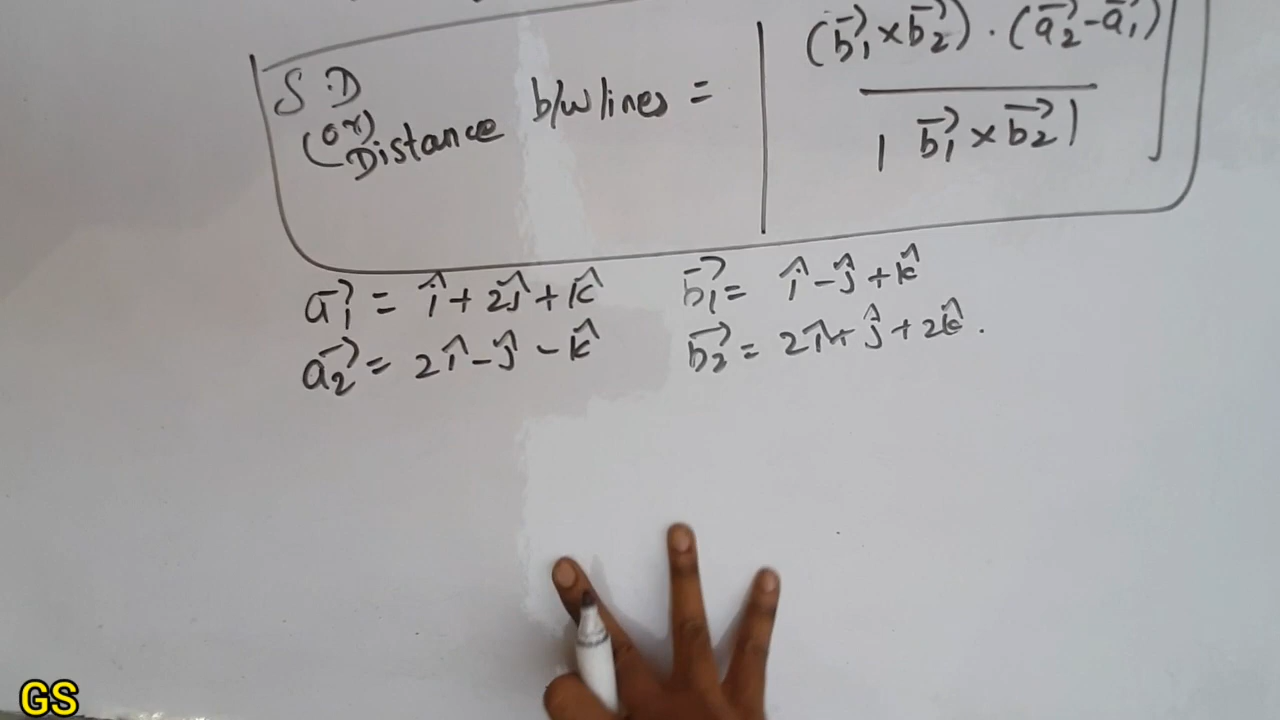 S.D
(or)
Distance b/w lines = | (b₁⃗ × b₂⃗) · (a₂⃗ - a₁⃗) / |b₁⃗ × b₂⃗| |
a₁⃗ = î + 2ĵ + k̂ b₁⃗ = î - ĵ + k̂
a₂⃗ = 2î - ĵ - k̂ b₂⃗ = 2î + ĵ + 2k̂.
GS